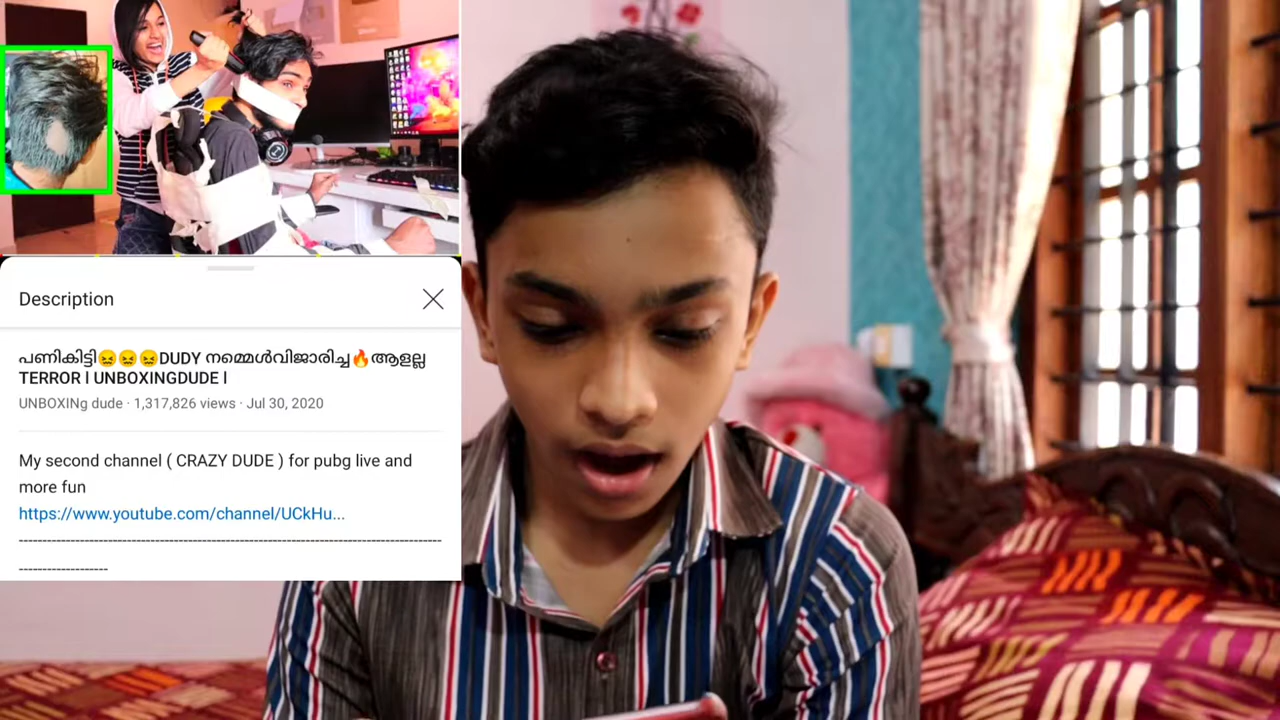 Description
പണികിട്ടി😖😖😖DUDY നമ്മെൾവിജാരിച്ച🔥ആളല്ല
TERROR l UNBOXINGDUDE l
UNBOXINg dude · 1,317,826 views · Jul 30, 2020
My second channel ( CRAZY DUDE ) for pubg live and
more fun
https://www.youtube.com/channel/UCkHu...
------------------------------------------------------------------------------------------
-------------------